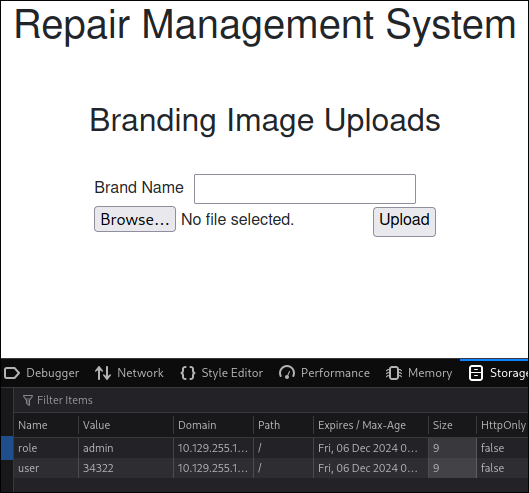 Repair Management System
Branding Image Uploads
Brand Name
Browse... No file selected. Upload
Debugger Network Style Editor Performance Memory Storage
Filter Items
Name Value Domain Path Expires / Max-Age Size HttpOnly
role admin 10.129.255.1... / Fri, 06 Dec 2024 0... 9 false
user 34322 10.129.255.1... / Fri, 06 Dec 2024 0... 9 false